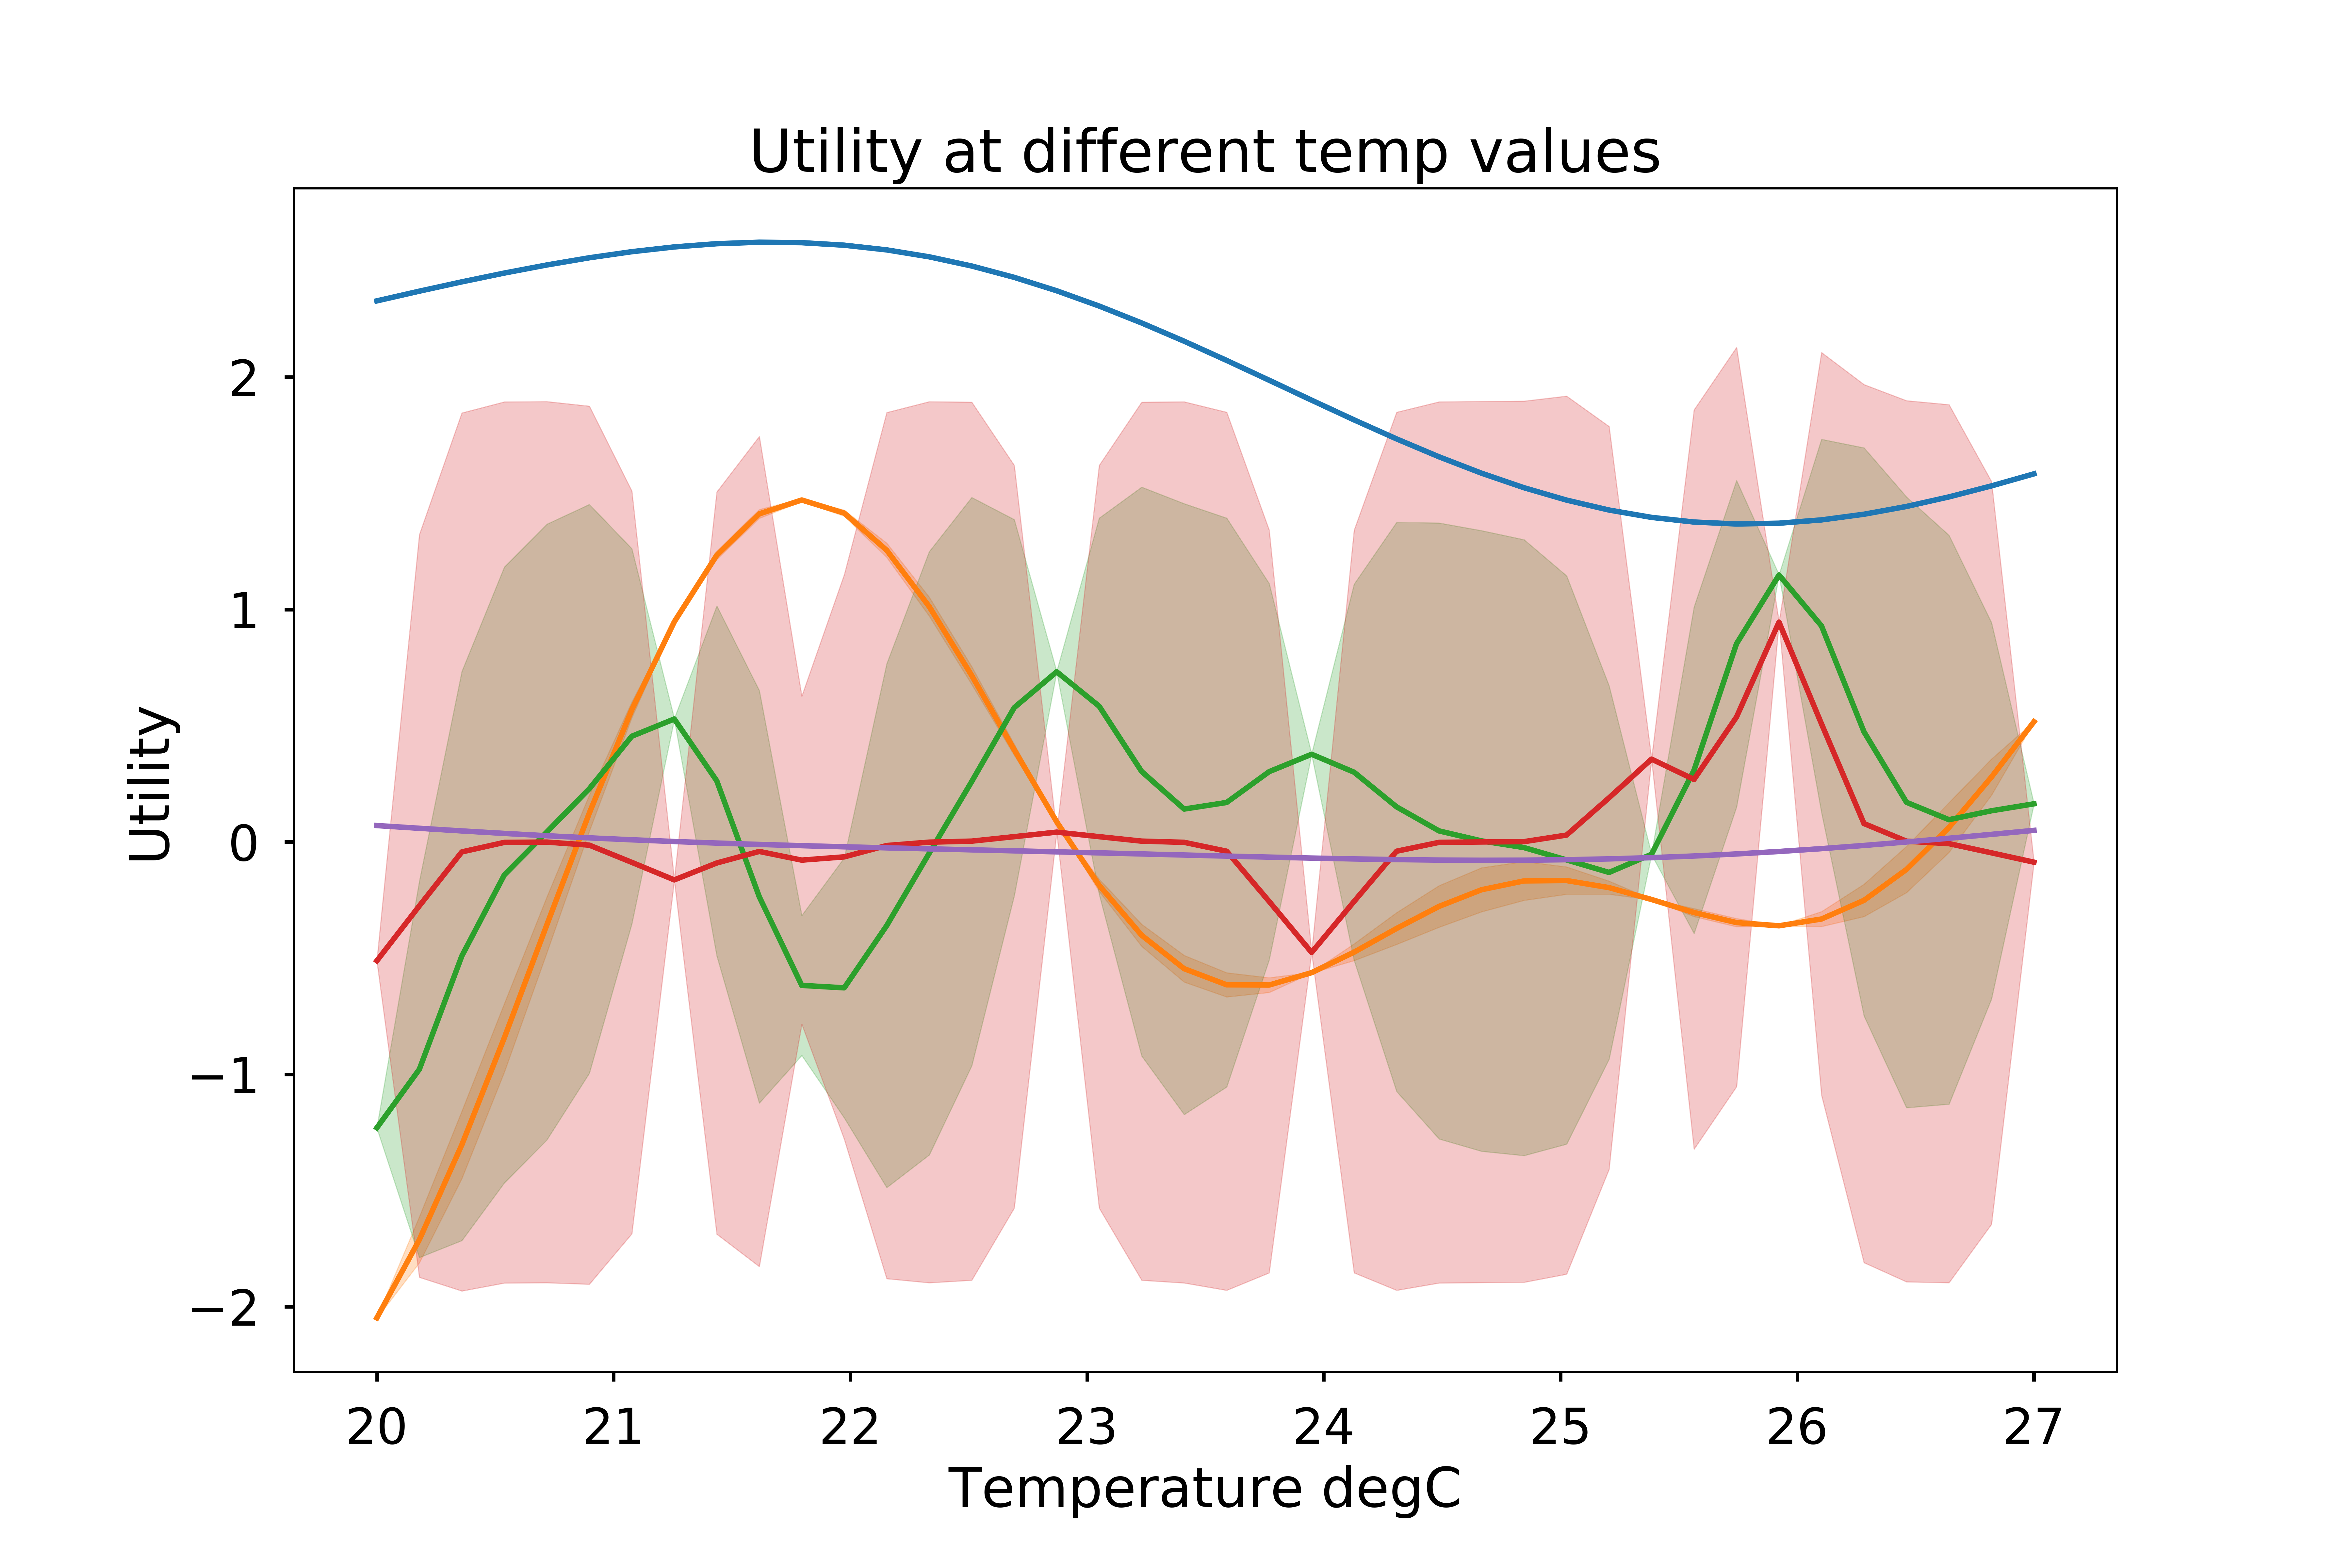 Utility at different temp values
Utility
2
1
0
−1
−2
20 21 22 23 24 25 26 27
Temperature degC